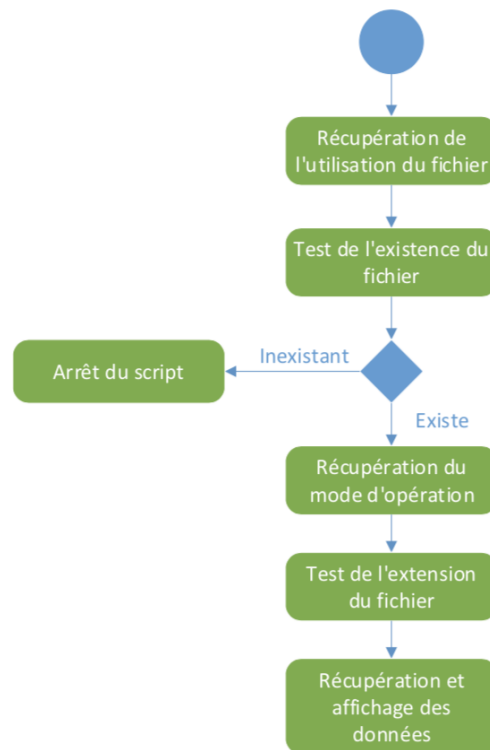 Récupération de
l'utilisation du fichier
Test de l'existence du
fichier
Inexistant
Arrêt du script
Existe
Récupération du
mode d'opération
Test de l'extension
du fichier
Récupération et
affichage des
données